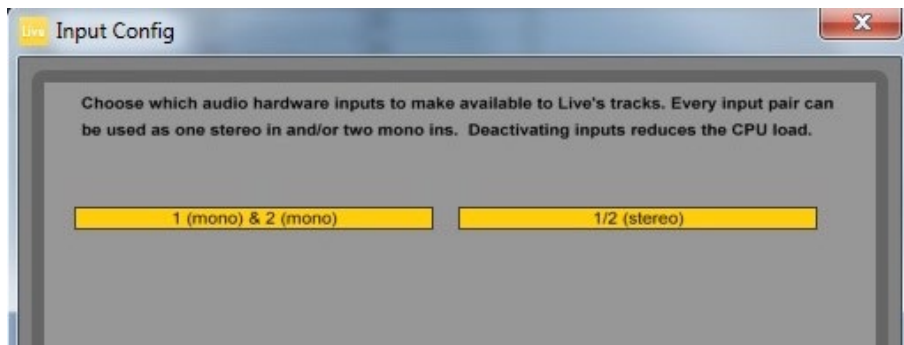 Live Input Config
X
Choose which audio hardware inputs to make available to Live's tracks. Every input pair can
be used as one stereo in and/or two mono ins. Deactivating inputs reduces the CPU load.
1 (mono) & 2 (mono) 1/2 (stereo)